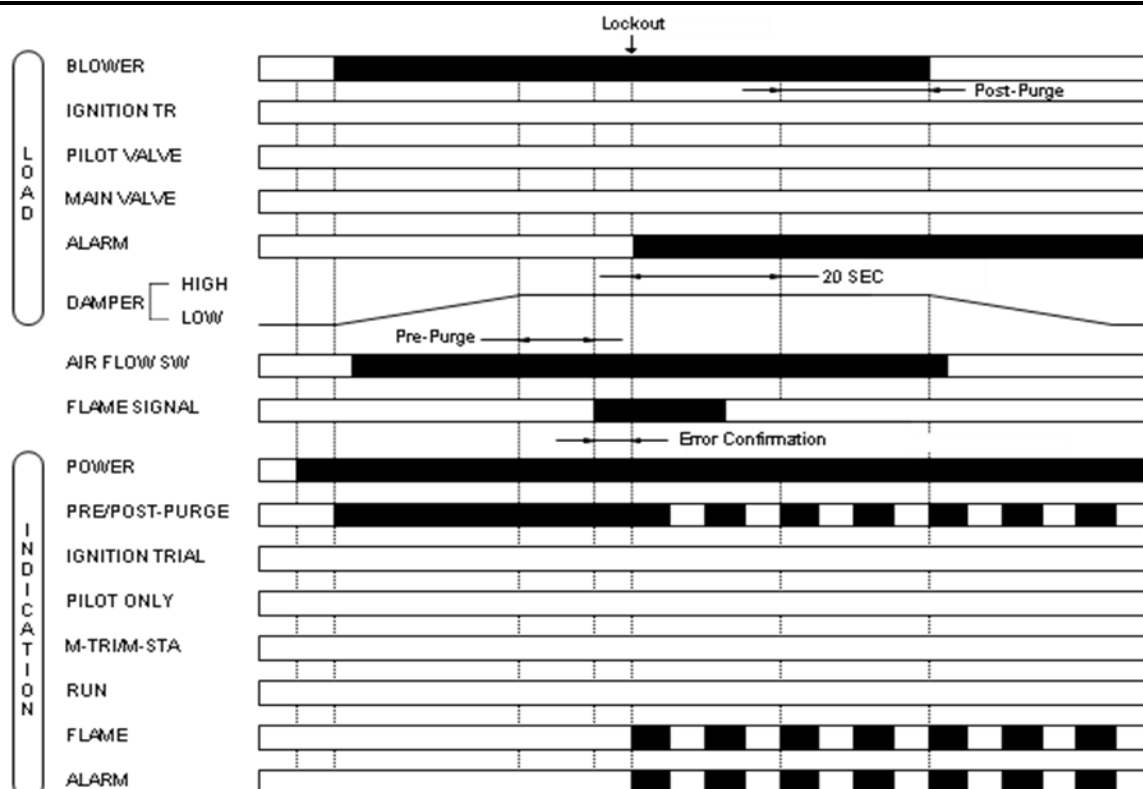 Lockout
LOAD
BLOWER
Post-Purge
IGNITION TR
PILOT VALVE
MAIN VALVE
ALARM
20 SEC
DAMPER
HIGH
LOW
Pre-Purge
AIR FLOW SW
FLAME SIGNAL
Error Confirmation
INDICATION
POWER
PRE/POST-PURGE
IGNITION TRIAL
PILOT ONLY
M-TRI/M-STA
RUN
FLAME
ALARM